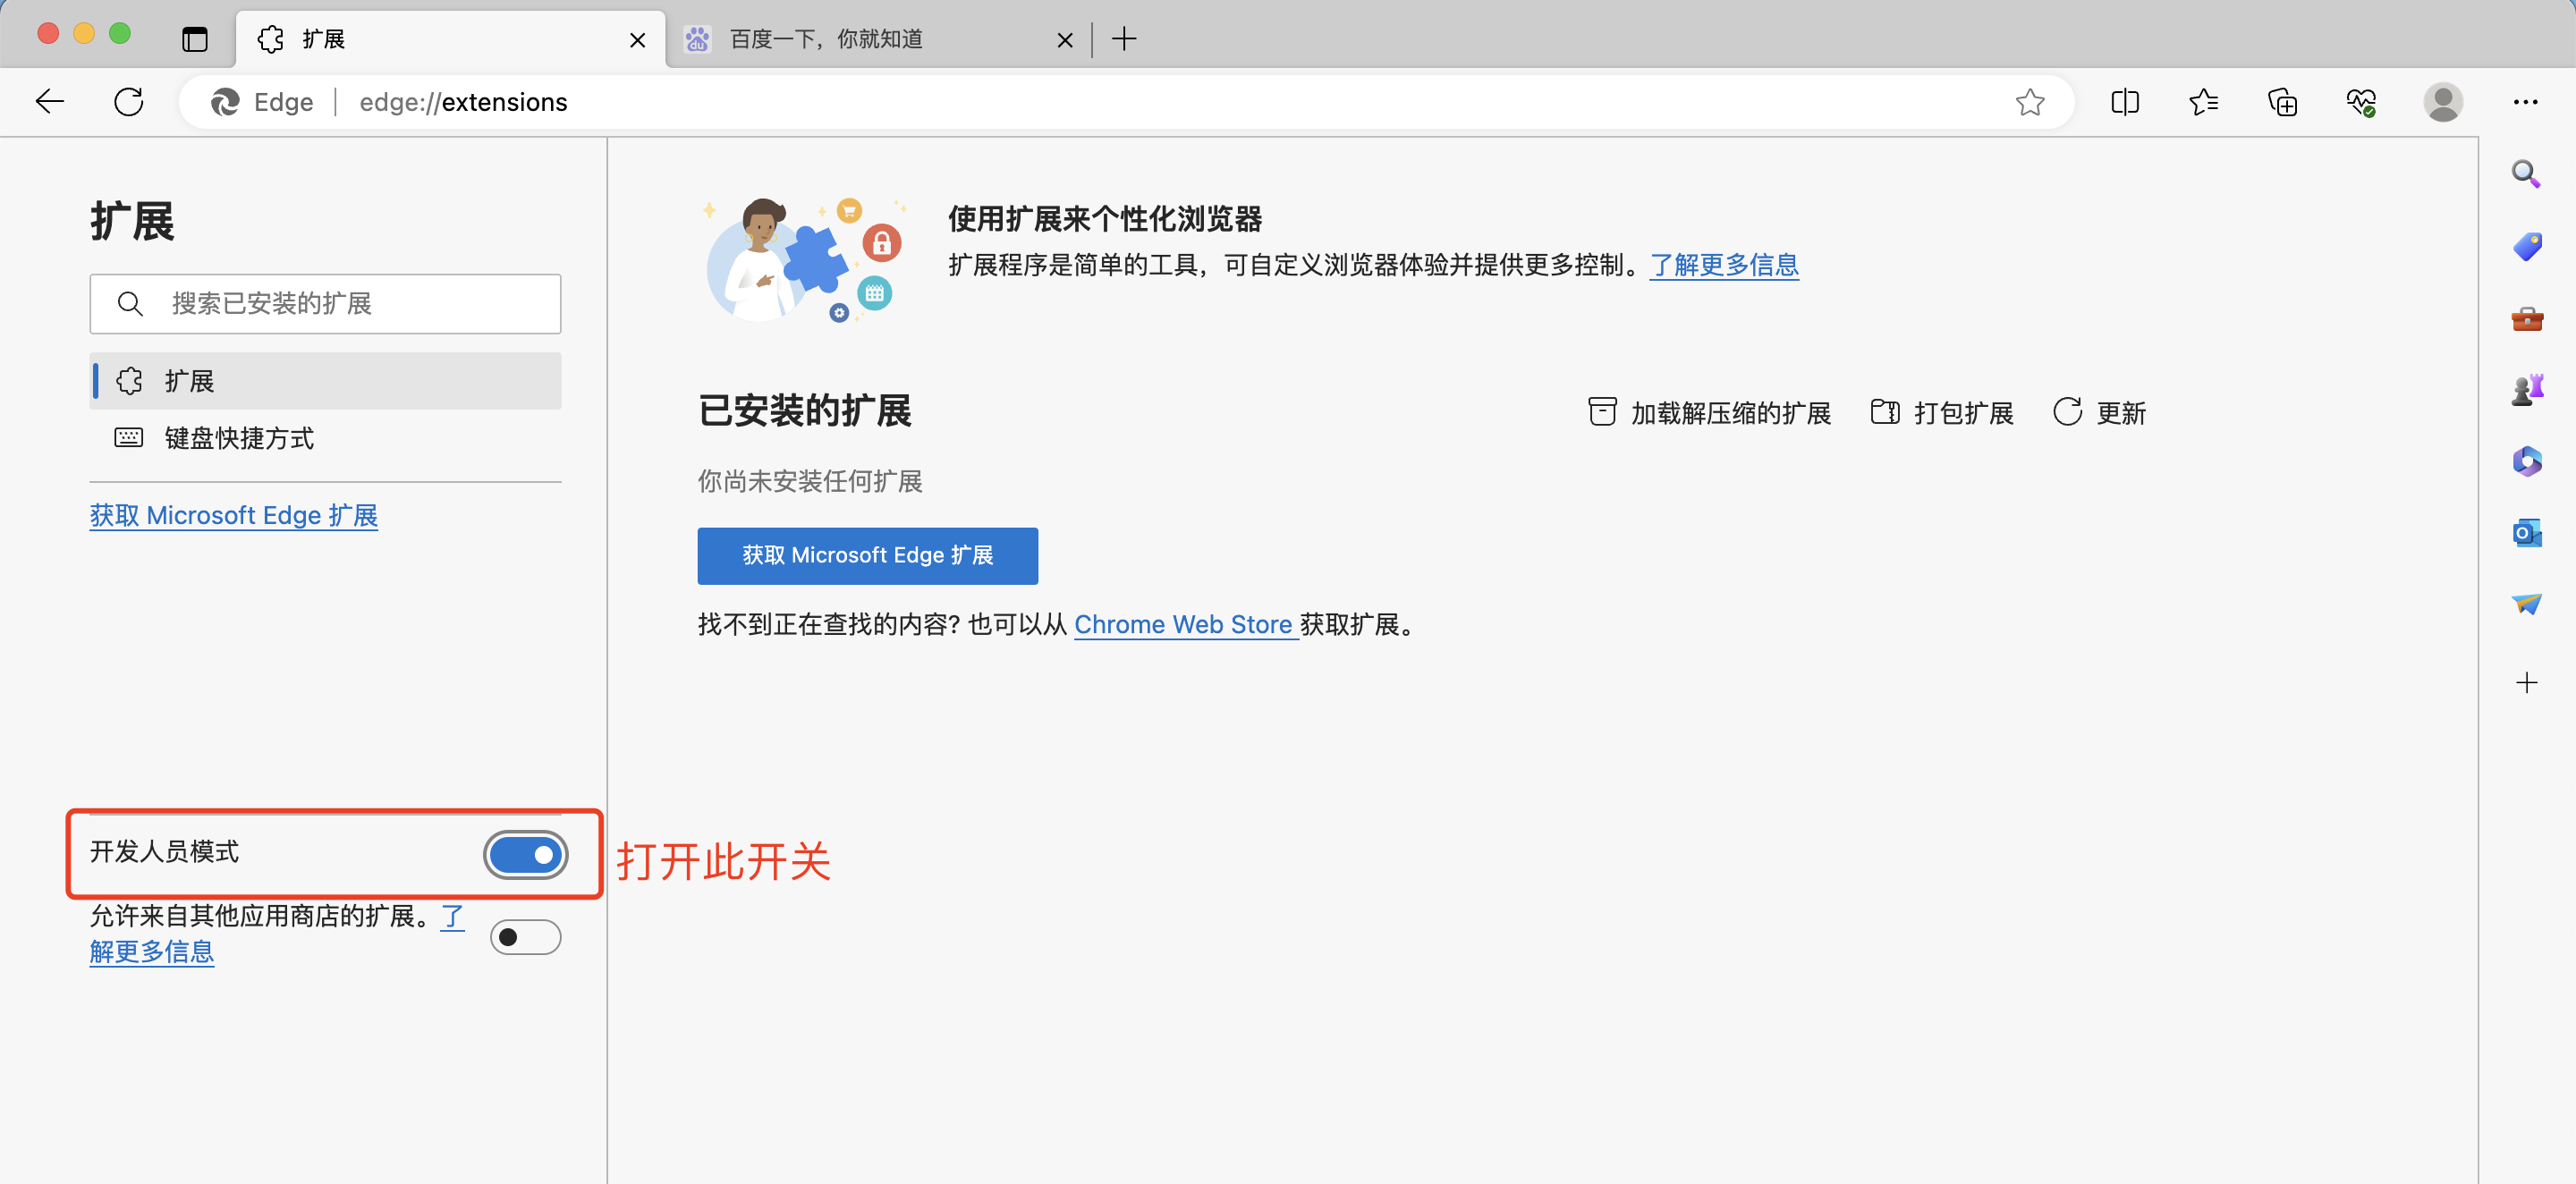 扩展
百度一下，你就知道
Edge
edge://extensions
扩展
搜索已安装的扩展
扩展
键盘快捷方式
获取 Microsoft Edge 扩展
开发人员模式
允许来自其他应用商店的扩展。了
解更多信息
使用扩展来个性化浏览器
扩展程序是简单的工具，可自定义浏览器体验并提供更多控制。了解更多信息
已安装的扩展
加载解压缩的扩展
打包扩展
更新
你尚未安装任何扩展
获取 Microsoft Edge 扩展
找不到正在查找的内容? 也可以从 Chrome Web Store 获取扩展。
打开此开关